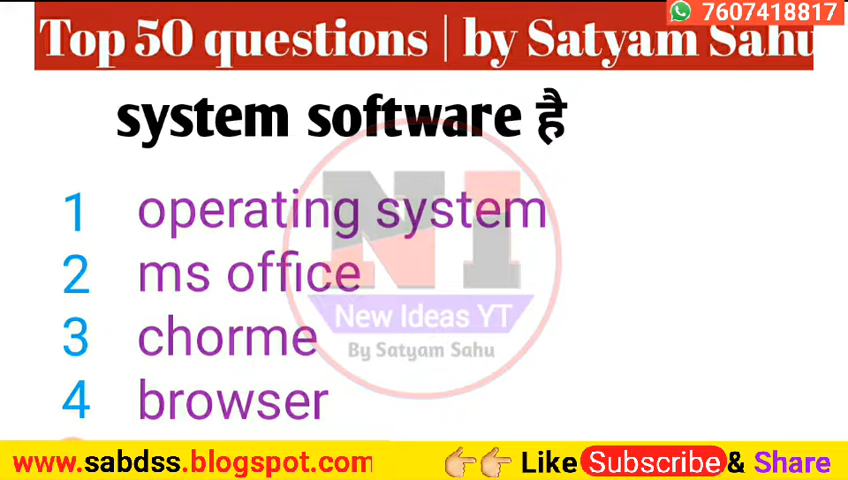 7607418817
Top 50 questions | by Satyam Sahu
system software है
1 operating system
2 ms office
3 chorme
4 browser
NI
New Ideas YT
By Satyam Sahu
www.sabdss.blogspot.com 👉🏼👉🏼 Like Subscribe & Share